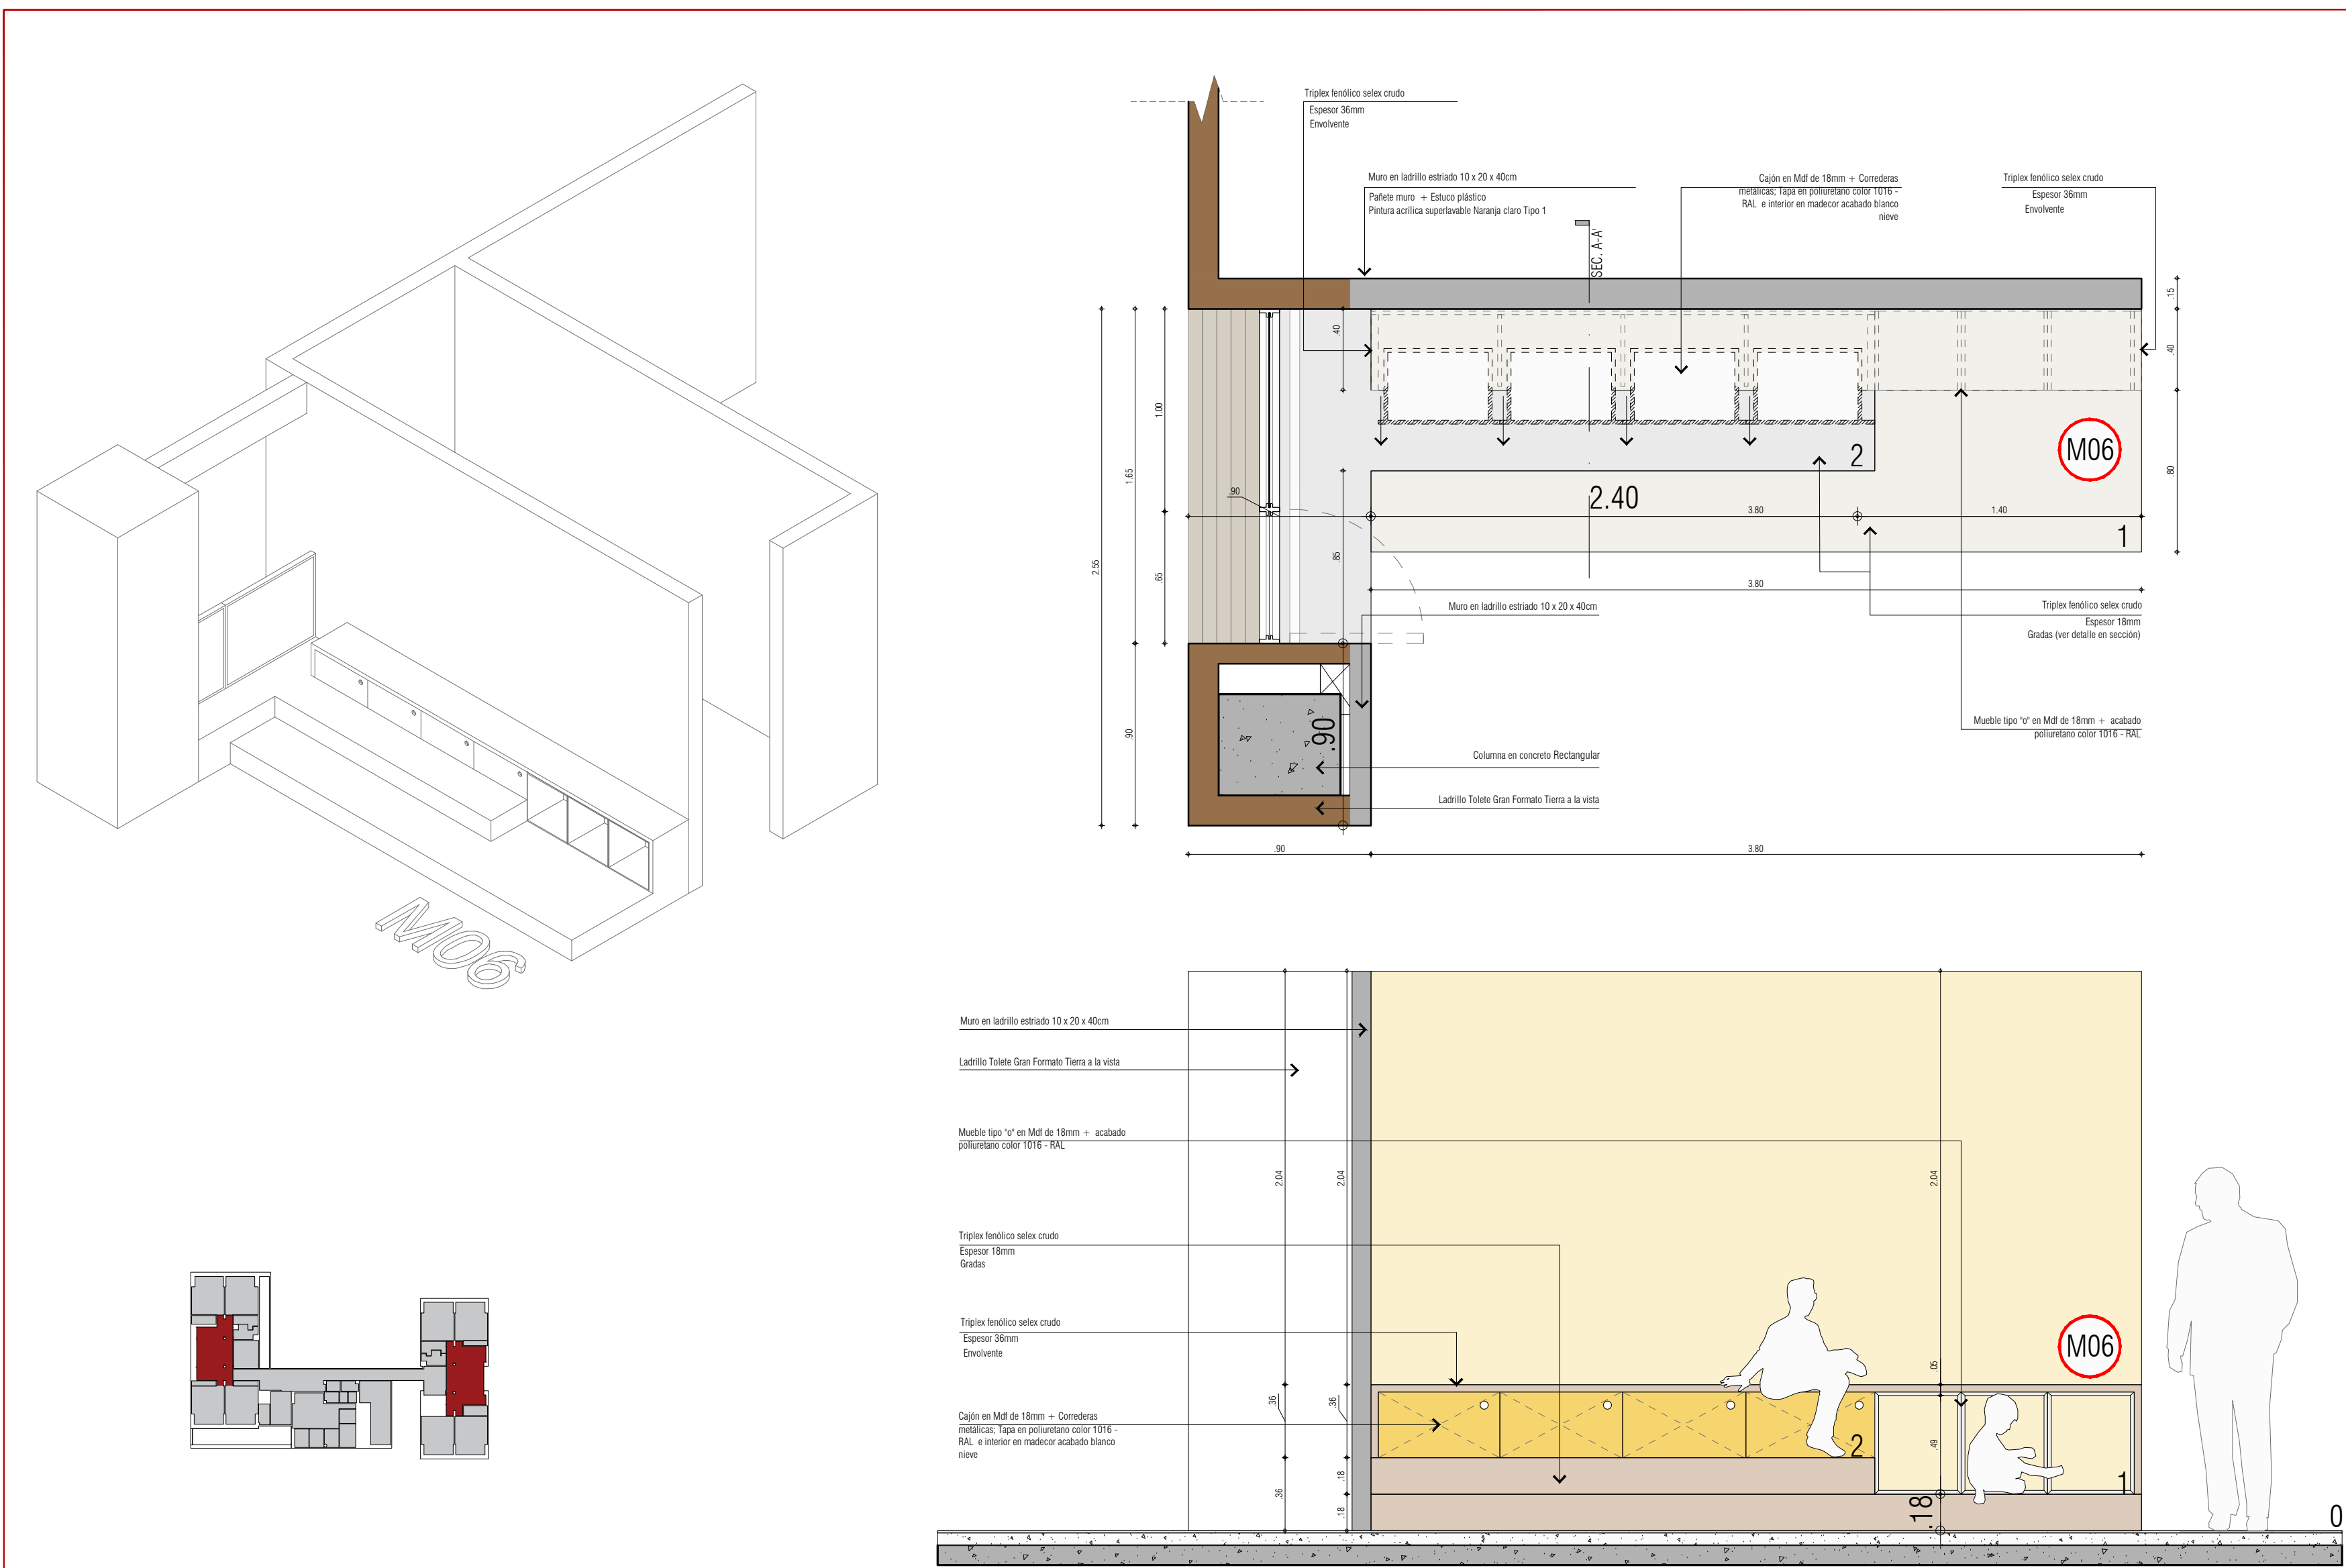 Triplex fenólico selex crudo
Espesor 36mm
Envolvente
Muro en ladrillo estriado 10 x 20 x 40cm
Pañete muro + Estuco plástico
Pintura acrílica superlavable Naranja claro Tipo 1
Cajón en Mdf de 18mm + Correderas
metálicas; Tapa en poliuretano color 1016 -
RAL e interior en madecor acabado blanco
nieve
Triplex fenólico selex crudo
Espesor 36mm
Envolvente
SEC. A-A'
.15
.40
.40
.80
1.00
1.65
2.55
.65
.90
.90
.85
2
M06
2.40
3.80
1.40
1
3.80
Muro en ladrillo estriado 10 x 20 x 40cm
Triplex fenólico selex crudo
Espesor 18mm
Gradas (ver detalle en sección)
.90
Mueble tipo "o" en Mdf de 18mm + acabado
poliuretano color 1016 - RAL
Columna en concreto Rectangular
Ladrillo Tolete Gran Formato Tierra a la vista
.90
3.80
M06
Muro en ladrillo estriado 10 x 20 x 40cm
Ladrillo Tolete Gran Formato Tierra a la vista
Mueble tipo "o" en Mdf de 18mm + acabado
poliuretano color 1016 - RAL
2.04
2.04
2.04
Triplex fenólico selex crudo
Espesor 18mm
Gradas
Triplex fenólico selex crudo
Espesor 36mm
Envolvente
M06
.05
.36
.36
Cajón en Mdf de 18mm + Correderas
metálicas; Tapa en poliuretano color 1016 -
RAL e interior en madecor acabado blanco
nieve
2
.49
1
.36
.18
.18
.18
0